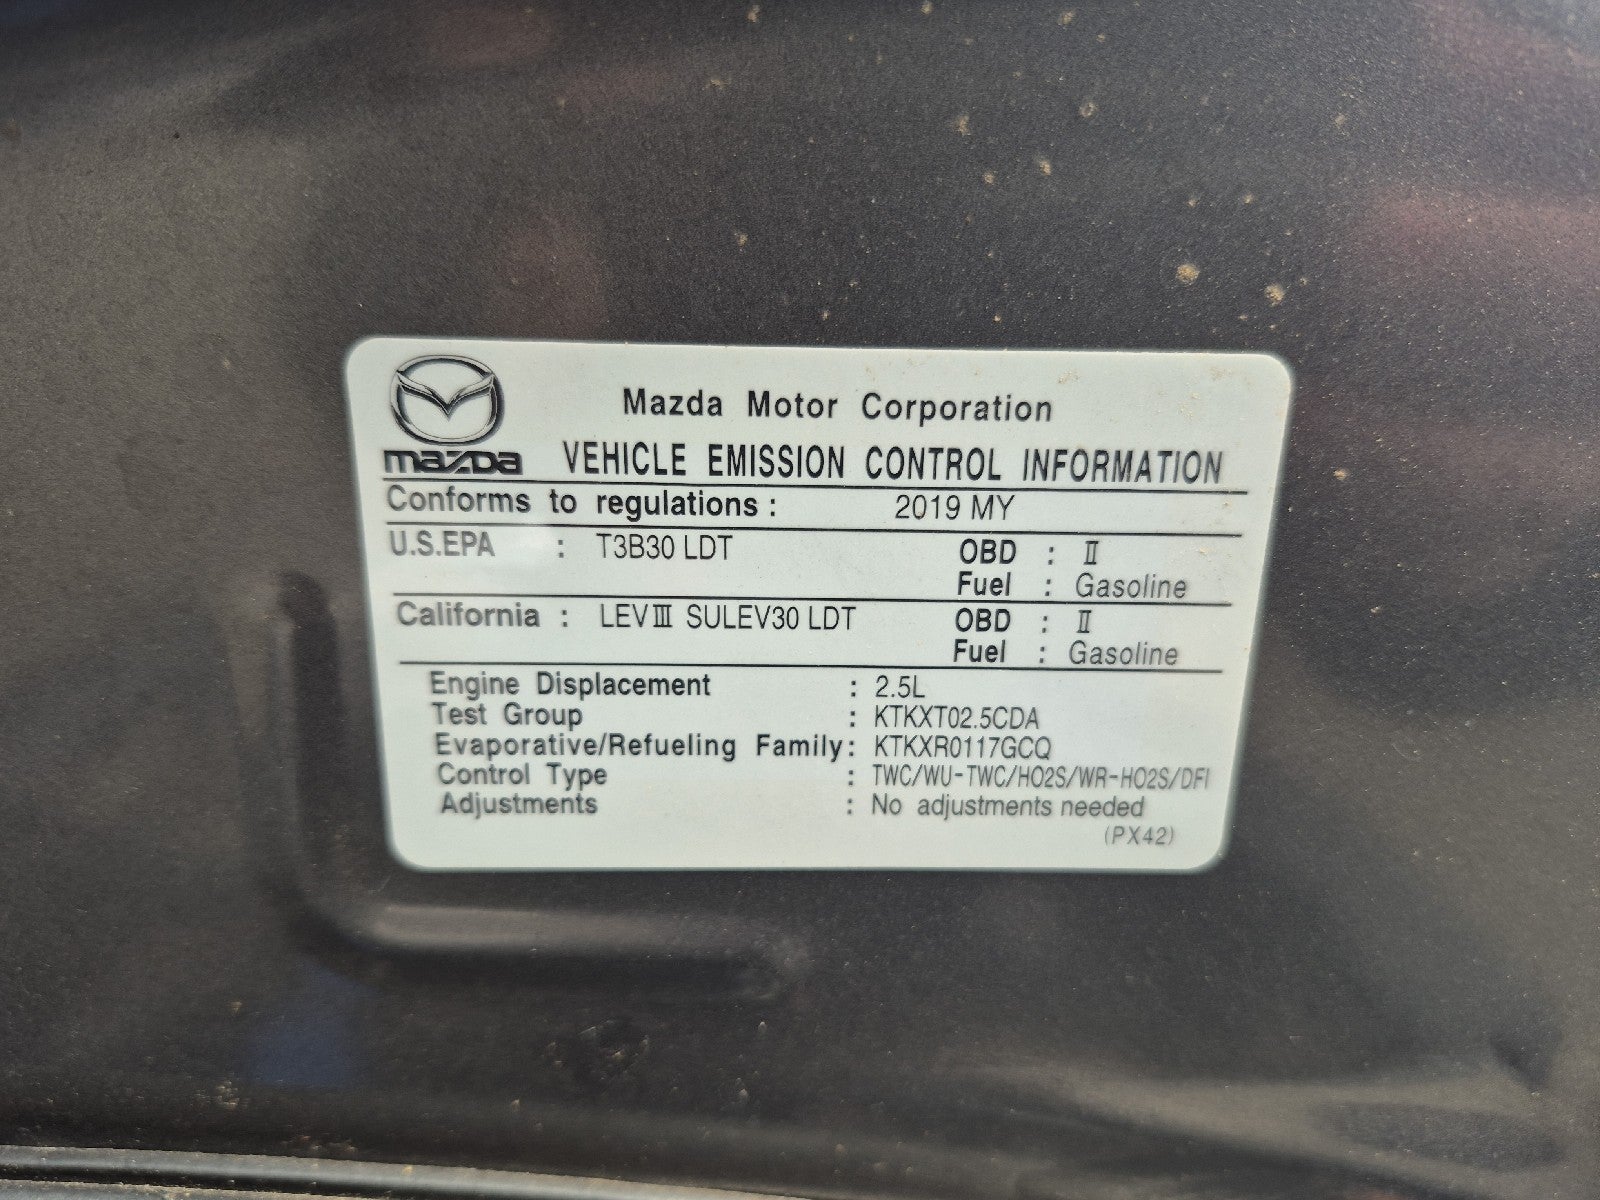 Mazda Motor Corporation
mazda VEHICLE EMISSION CONTROL INFORMATION
Conforms to regulations : 2019 MY
U.S.EPA : T3B30 LDT OBD : Ⅱ
Fuel : Gasoline
California : LEVⅢ SULEV30 LDT OBD : Ⅱ
Fuel : Gasoline
Engine Displacement : 2.5L
Test Group : KTKXT02.5CDA
Evaporative/Refueling Family : KTKXR0117GCQ
Control Type : TWC/WU-TWC/HO2S/WR-HO2S/DFI
Adjustments : No adjustments needed
(PX42)